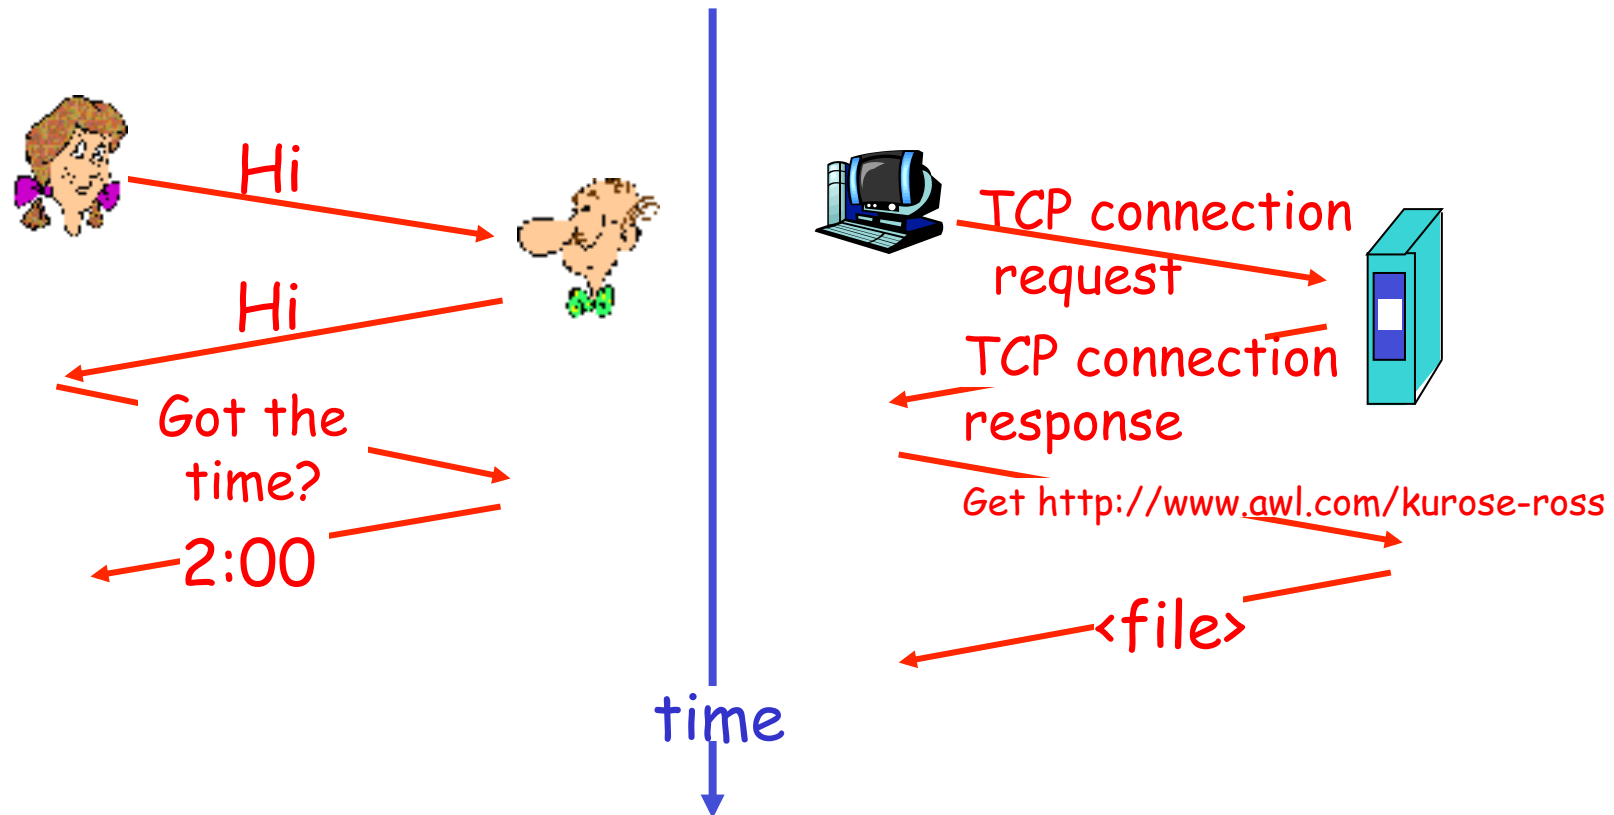 Hi
Hi
Got the
time?
2:00
TCP connection
request
TCP connection
response
Get http://www.awl.com/kurose-ross
<file>
time